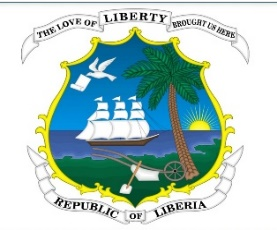 THE LOVE OF LIBERTY BROUGHT US HERE
REPUBLIC OF LIBERIA